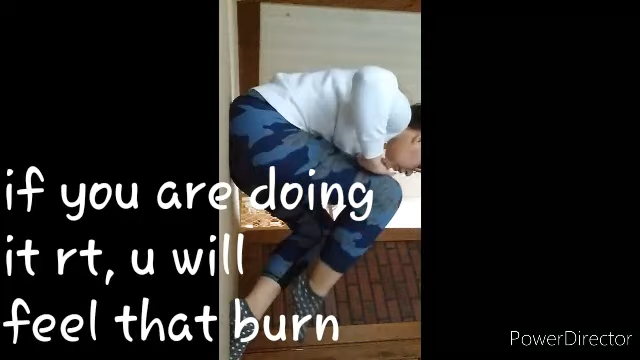 if you are doing
it rt, u will
feel that burn
PowerDirector